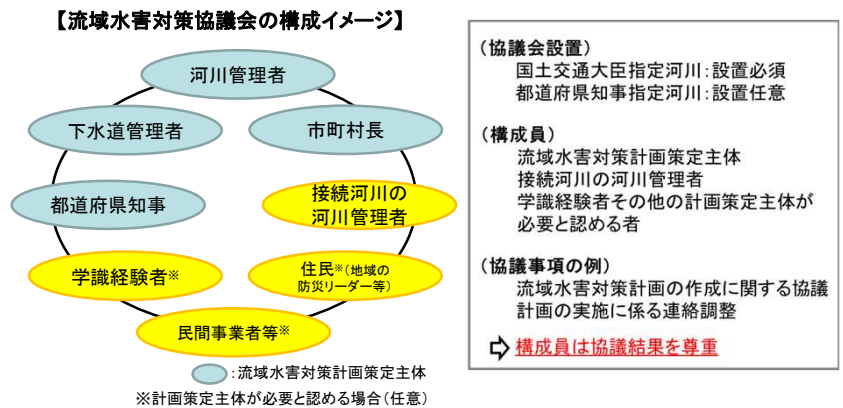 【流域水害対策協議会の構成イメージ】
河川管理者
下水道管理者
市町村長
都道府県知事
接続河川の
河川管理者
学識経験者※
住民※(地域の
防災リーダー等)
民間事業者等※
:流域水害対策計画策定主体
※計画策定主体が必要と認める場合(任意)
(協議会設置)
国土交通大臣指定河川:設置必須
都道府県知事指定河川:設置任意
(構成員)
流域水害対策計画策定主体
接続河川の河川管理者
学識経験者その他の計画策定主体が
必要と認める者
(協議事項の例)
流域水害対策計画の作成に関する協議
計画の実施に係る連絡調整
⇨ 構成員は協議結果を尊重